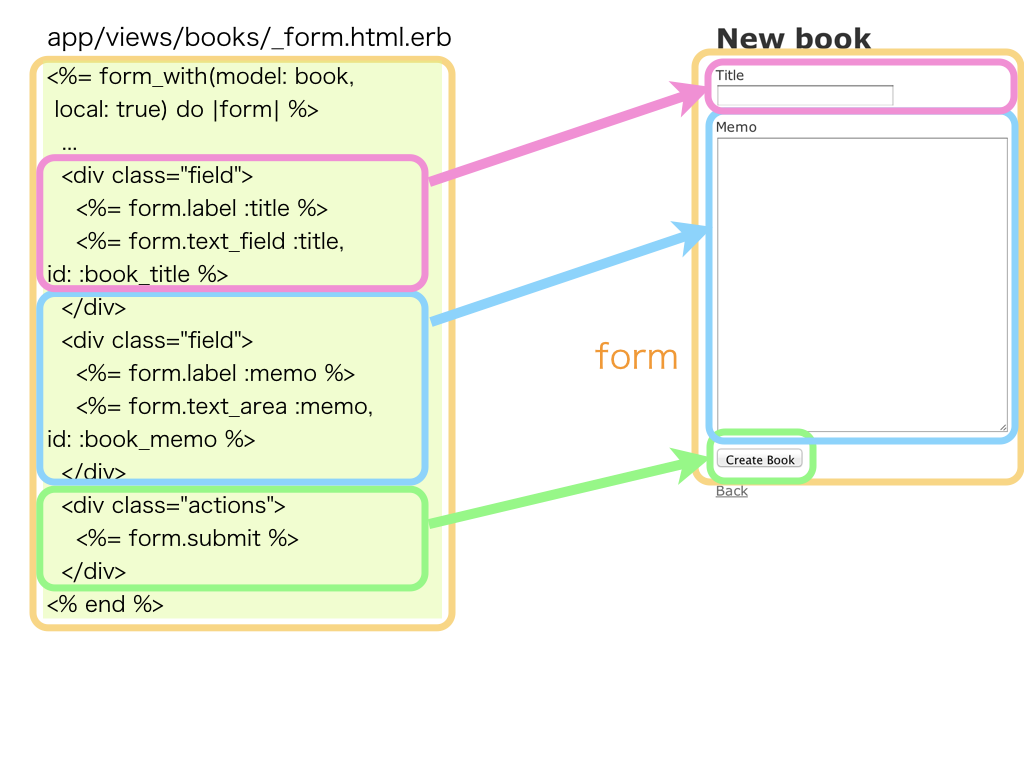 app/views/books/_form.html.erb
<%= form_with(model: book,
local: true) do |form| %>
...
<div class="field">
<%= form.label :title %>
<%= form.text_field :title,
id: :book_title %>
</div>
<div class="field">
<%= form.label :memo %>
<%= form.text_area :memo,
id: :book_memo %>
</div>
<div class="actions">
<%= form.submit %>
</div>
<% end %>
form
New book
Title
Memo
Create Book
Back